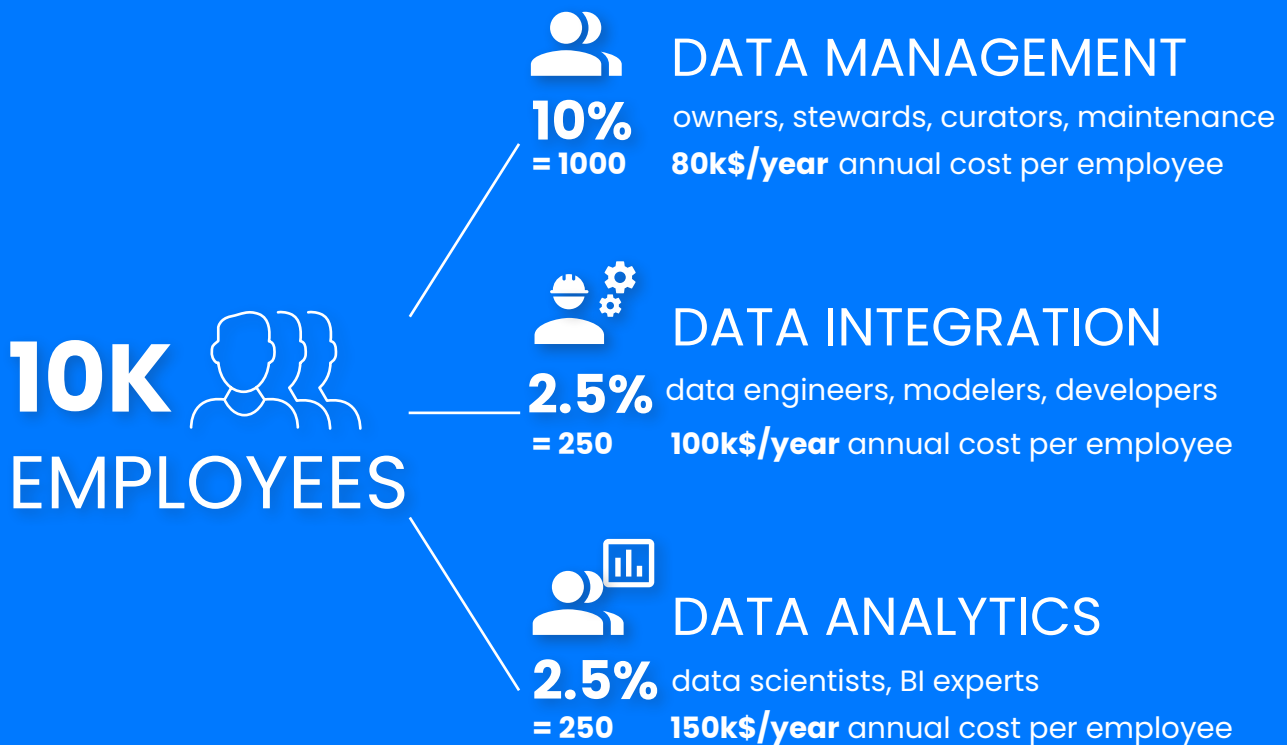 10K
EMPLOYEES
DATA MANAGEMENT
10% owners, stewards, curators, maintenance
= 1000 80k$/year annual cost per employee
DATA INTEGRATION
2.5% data engineers, modelers, developers
= 250 100k$/year annual cost per employee
DATA ANALYTICS
2.5% data scientists, BI experts
= 250 150k$/year annual cost per employee